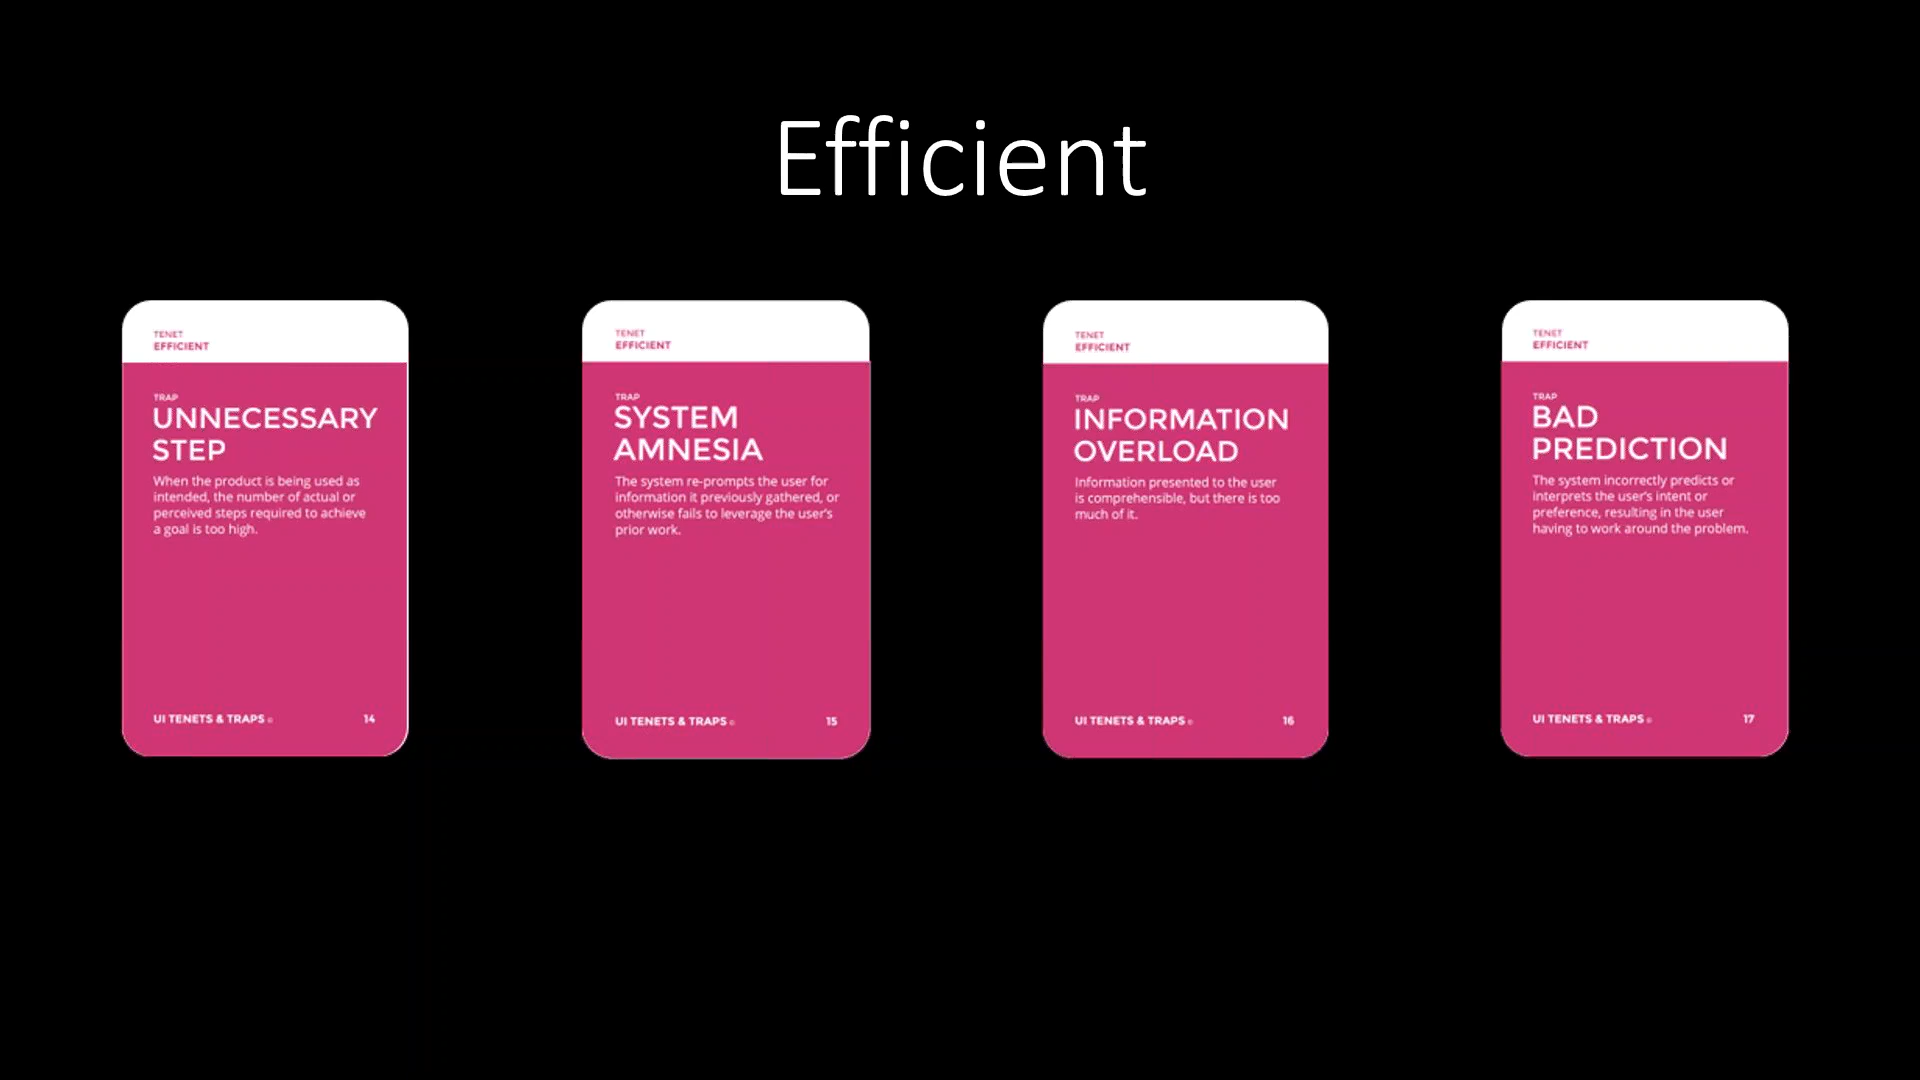 Efficient
TENET
EFFICIENT
TRAP
UNNECESSARY
STEP
When the product is being used as
intended, the number of actual or
perceived steps required to achieve
a goal is too high.
UI TENETS & TRAPS ©
14
TENET
EFFICIENT
TRAP
SYSTEM
AMNESIA
The system re-prompts the user for
information it previously gathered, or
otherwise fails to leverage the user's
prior work.
UI TENETS & TRAPS ©
15
TENET
EFFICIENT
TRAP
INFORMATION
OVERLOAD
Information presented to the user
is comprehensible, but there is too
much of it.
UI TENETS & TRAPS ©
16
TENET
EFFICIENT
TRAP
BAD
PREDICTION
The system incorrectly predicts or
interprets the user's intent or
preference, resulting in the user
having to work around the problem.
UI TENETS & TRAPS ©
17